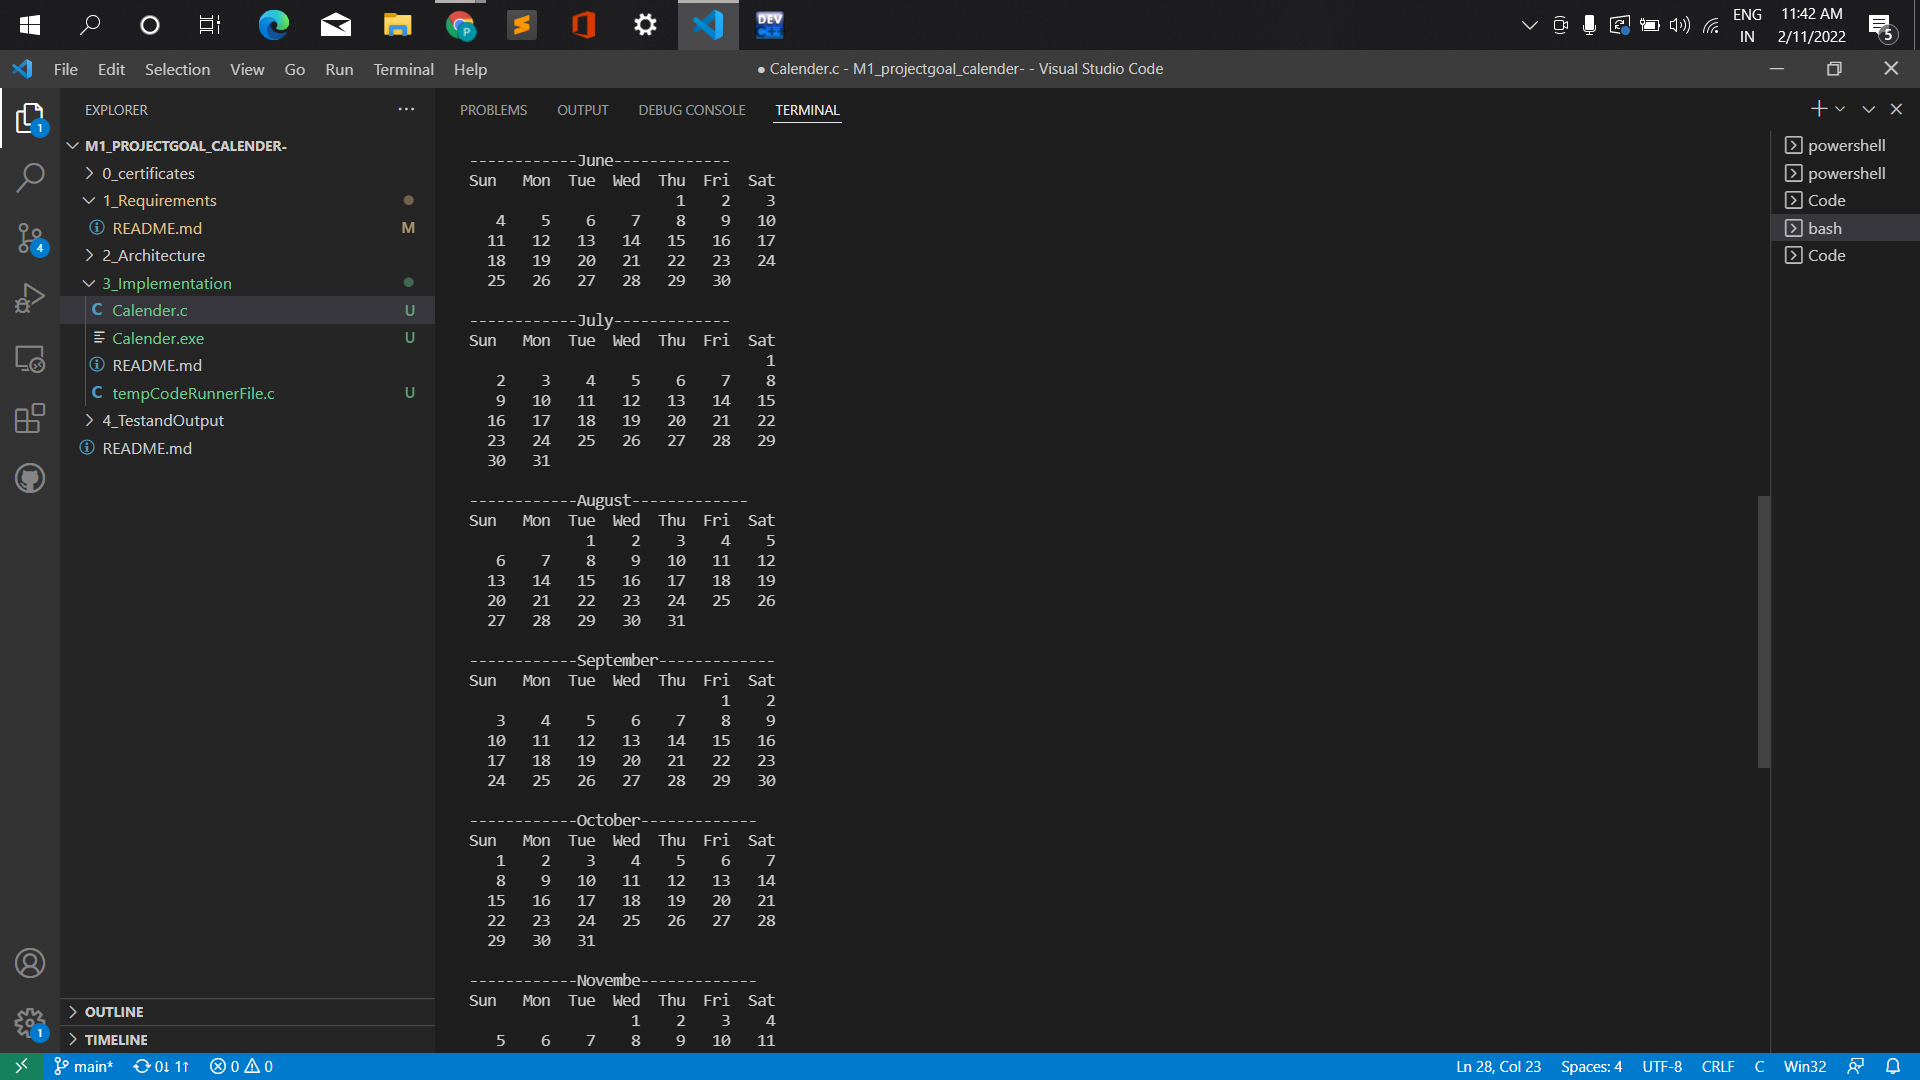 DEV
C++
P
ENG
IN
11:42 AM
2/11/2022
5
File Edit Selection View Go Run Terminal Help
● Calender.c - M1_projectgoal_calender- - Visual Studio Code
EXPLORER
M1_PROJECTGOAL_CALENDER-
0_certificates
1_Requirements
README.md M
2_Architecture
3_Implementation
Calender.c U
Calender.exe U
README.md
tempCodeRunnerFile.c U
4_TestandOutput
README.md
OUTLINE
TIMELINE
1
4
1
PROBLEMS OUTPUT DEBUG CONSOLE TERMINAL
------------June-------------
Sun Mon Tue Wed Thu Fri Sat
1 2 3
4 5 6 7 8 9 10
11 12 13 14 15 16 17
18 19 20 21 22 23 24
25 26 27 28 29 30
------------July-------------
Sun Mon Tue Wed Thu Fri Sat
1
2 3 4 5 6 7 8
9 10 11 12 13 14 15
16 17 18 19 20 21 22
23 24 25 26 27 28 29
30 31
------------August-------------
Sun Mon Tue Wed Thu Fri Sat
1 2 3 4 5
6 7 8 9 10 11 12
13 14 15 16 17 18 19
20 21 22 23 24 25 26
27 28 29 30 31
------------September-------------
Sun Mon Tue Wed Thu Fri Sat
1 2
3 4 5 6 7 8 9
10 11 12 13 14 15 16
17 18 19 20 21 22 23
24 25 26 27 28 29 30
------------October-------------
Sun Mon Tue Wed Thu Fri Sat
1 2 3 4 5 6 7
8 9 10 11 12 13 14
15 16 17 18 19 20 21
22 23 24 25 26 27 28
29 30 31
------------Novembe-------------
Sun Mon Tue Wed Thu Fri Sat
1 2 3 4
5 6 7 8 9 10 11
powershell
powershell
Code
bash
Code
main* 0↓ 1↑ 0 0
Ln 28, Col 23 Spaces: 4 UTF-8 CRLF C Win32